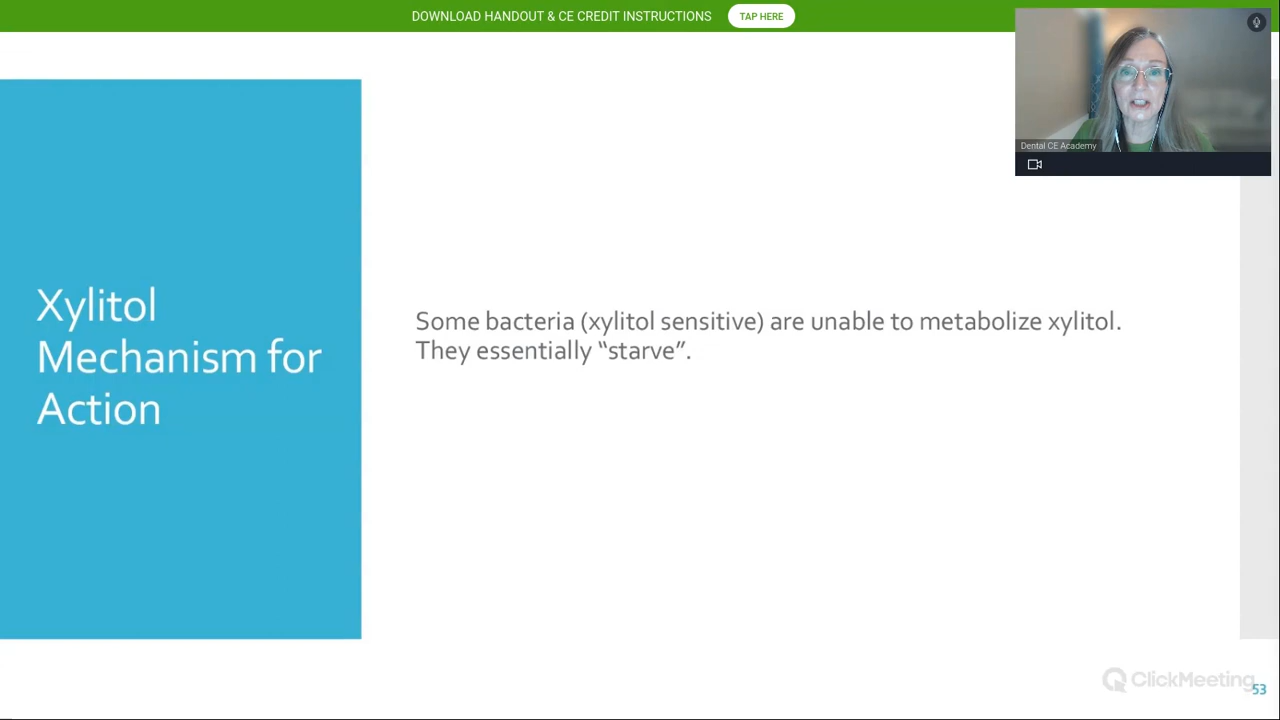 DOWNLOAD HANDOUT & CE CREDIT INSTRUCTIONS TAP HERE
Dental CE Academy
Xylitol
Mechanism for
Action
Some bacteria (xylitol sensitive) are unable to metabolize xylitol.
They essentially “starve”.
ClickMeeting
53